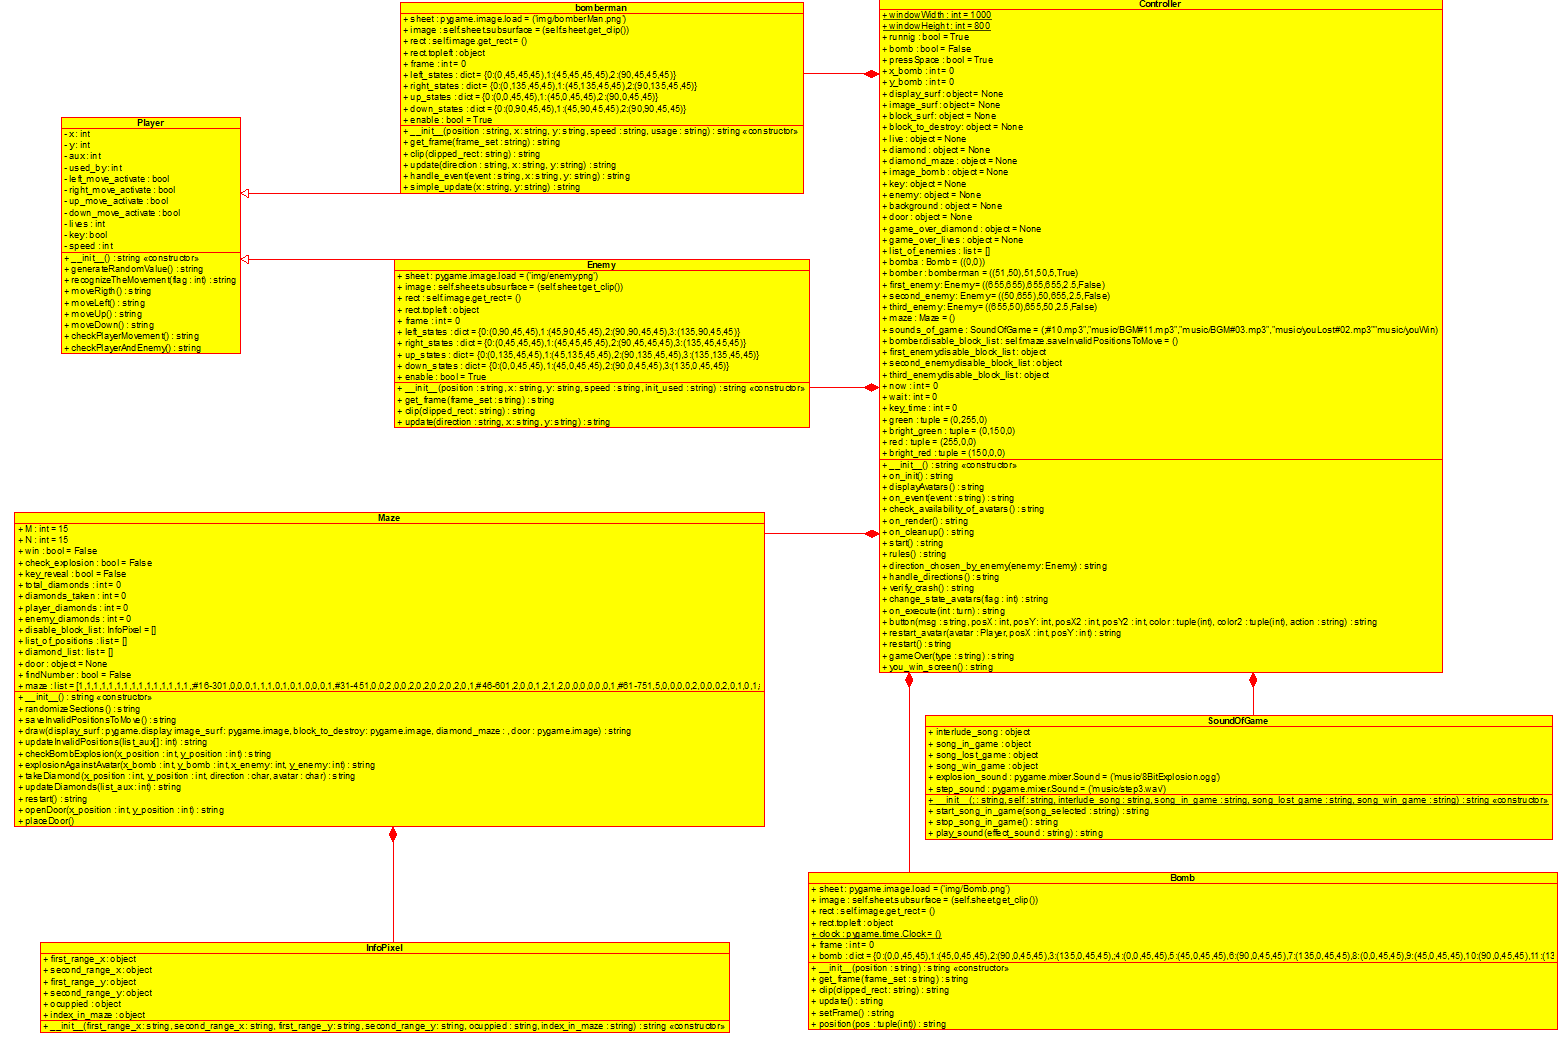 bomberman
+ sheet : pygame.image.load = ('img/bomberMan.png')
+ image : self.sheet.subsurface = (self.sheet.get_clip())
+ rect : self.image.get_rect = ()
+ rect.topleft : object
+ frame : int = 0
+ left_states : dict = {0:(0,45,45,45),1:(45,45,45,45),2:(90,45,45,45)}
+ right_states : dict = {0:(0,135,45,45),1:(45,135,45,45),2:(90,135,45,45)}
+ up_states : dict = {0:(0,0,45,45),1:(45,0,45,45),2:(90,0,45,45)}
+ down_states : dict = {0:(0,90,45,45),1:(45,90,45,45),2:(90,90,45,45)}
+ enable : bool = True
+ __init__(position : string, x : string, y : string, speed : string, usage : string) : string «constructor»
+ get_frame(frame_set : string) : string
+ clip(clipped_rect : string) : string
+ update(direction : string, x : string, y : string) : string
+ handle_event(event : string, x : string, y : string) : string
+ simple_update(x : string, y : string) : string
Controller
+ windowWidth : int = 1000
+ windowHeight : int = 800
+ runnig : bool = True
+ bomb : bool = False
+ pressSpace : bool = True
+ x_bomb : int = 0
+ y_bomb : int = 0
+ display_surf : object = None
+ image_surf : object = None
+ block_surf : object = None
+ block_to_destroy : object = None
+ live : object = None
+ diamond : object = None
+ diamond_maze : object = None
+ image_bomb : object = None
+ key : object = None
+ enemy : object = None
+ background : object = None
+ door : object = None
+ game_over_diamond : object = None
+ game_over_lives : object = None
+ list_of_enemies : list = []
+ bomba : Bomb = ((0,0))
+ bomber : bomberman = ((51,50),51,50,5,True)
+ first_enemy : Enemy = ((655,655),655,655,2.5,False)
+ second_enemy : Enemy = ((50,655),50,655,2.5,False)
+ third_enemy : Enemy = ((655,50),655,50,2.5,False)
+ maze : Maze = ()
+ sounds_of_game : SoundOfGame = (;#10.mp3","music/BGM#11.mp3","music/BGM#03.mp3","music/youLost#02.mp3""music/youWin)
+ bomber.disable_block_list : self.maze.saveInvalidPositionsToMove = ()
+ first_enemydisable_block_list : object
+ second_enemydisable_block_list : object
+ third_enemydisable_block_list : object
+ now : int = 0
+ wait : int = 0
+ key_time : int = 0
+ green : tuple = (0,255,0)
+ bright_green : tuple = (0,150,0)
+ red : tuple = (255,0,0)
+ bright_red : tuple = (150,0,0)
+ __init__() : string «constructor»
+ on_init() : string
+ displayAvatars() : string
+ on_event(event : string) : string
+ check_availability_of_avatars() : string
+ on_render() : string
+ on_cleanup() : string
+ start() : string
+ rules() : string
+ direction_chosen_by_enemy(enemy : Enemy) : string
+ handle_directions() : string
+ verify_crash() : string
+ change_state_avatars(flag : int) : string
+ on_execute(int : turn) : string
+ button(msg : string, posX : int, posY : int, posX2 : int, posY2 : int, color : tuple(int), color2 : tuple(int), action : string) : string
+ restart_avatar(avatar : Player, posX : int, posY : int) : string
+ restart() : string
+ gameOver(type : string) : string
+ you_win_screen() : string
Player
- x : int
- y : int
- aux : int
- used_by : int
- left_move_activate : bool
- right_move_activate : bool
- up_move_activate : bool
- down_move_activate : bool
- lives : int
- key : bool
- speed : int
+ __init__() : string «constructor»
+ generateRandomValue() : string
+ recognizeTheMovement(flag : int) : string
+ moveRigth() : string
+ moveLeft() : string
+ moveUp() : string
+ moveDown() : string
+ checkPlayerMovement() : string
+ checkPlayerAndEnemy() : string
Enemy
+ sheet : pygame.image.load = ('img/enemypng')
+ image : self.sheet.subsurface = (self.sheet.get_clip())
+ rect : self.image.get_rect = ()
+ rect.topleft : object
+ frame : int = 0
+ left_states : dict = {0:(0,90,45,45),1:(45,90,45,45),2:(90,90,45,45),3:(135,90,45,45)}
+ right_states : dict = {0:(0,45,45,45),1:(45,45,45,45),2:(90,45,45,45),3:(135,45,45,45)}
+ up_states : dict = {0:(0,135,45,45),1:(45,135,45,45),2:(90,135,45,45),3:(135,135,45,45)}
+ down_states : dict = {0:(0,0,45,45),1:(45,0,45,45),2:(90,0,45,45),3:(135,0,45,45)}
+ enable : bool = True
+ __init__(position : string, x : string, y : string, speed : string, init_used : string) : string «constructor»
+ get_frame(frame_set : string) : string
+ clip(clipped_rect : string) : string
+ update(direction : string, x : string, y : string) : string
Maze
+ M : int = 15
+ N : int = 15
+ win : bool = False
+ check_explosion : bool = False
+ key_reveal : bool = False
+ total_diamonds : int = 0
+ diamonds_taken : int = 0
+ player_diamonds : int = 0
+ enemy_diamonds : int = 0
+ disable_block_list : InfoPixel = []
+ list_of_positions : list = []
+ diamond_list : list = []
+ door : object = None
+ findNumber : bool = False
+ maze : list = [1,1,1,1,1,1,1,1,1,1,1,1,1,1,1,;#16-301,0,0,0,1,1,1,0,1,0,1,0,0,0,1,;#31-451,0,0,2,0,0,2,0,2,0,2,0,2,0,1,;#46-601,2,0,0,1,2,1,2,0,0,0,0,0,0,1,;#61-751,5,0,0,0,0,2,0,0,0,2,0,1,0,1,;
+ __init__() : string «constructor»
+ randomizeSections() : string
+ saveInvalidPositionsToMove() : string
+ draw(display_surf : pygame.display, image_surf : pygame.image, block_to_destroy : pygame.image, diamond_maze : , door : pygame.image) : string
+ updateInvalidPositions(list_aux[] : int) : string
+ checkBombExplosion(x_position : int, y_position : int) : string
+ explosionAgainstAvatar(x_bomb : int, y_bomb : int, x_enemy : int, y_enemy : int) : string
+ takeDiamond(x_position : int, y_position : int, direction : char, avatar : char) : string
+ updateDiamonds(list_aux : int) : string
+ restart() : string
+ openDoor(x_position : int, y_position : int) : string
+ placeDoor()
SoundOfGame
+ interlude_song : object
+ song_in_game : object
+ song_lost_game : object
+ song_win_game : object
+ explosion_sound : pygame.mixer.Sound = ('music/8BitExplosion.ogg')
+ step_sound : pygame.mixer.Sound = ('music/step3.wav')
+ __init__(; : string, self : string, interlude_song : string, song_in_game : string, song_lost_game : string, song_win_game : string) : string «constructor»
+ start_song_in_game(song_selected : string) : string
+ stop_song_in_game() : string
+ play_sound(effect_sound : string) : string
Bomb
+ sheet : pygame.image.load = ('img/Bomb.png')
+ image : self.sheet.subsurface = (self.sheet.get_clip())
+ rect : self.image.get_rect = ()
+ rect.topleft : object
+ clock : pygame.time.Clock = ()
+ frame : int = 0
+ bomb : dict = {0:(0,0,45,45),1:(45,0,45,45),2:(90,0,45,45),3:(135,0,45,45),;4:(0,0,45,45),5:(45,0,45,45),6:(90,0,45,45),7:(135,0,45,45),8:(0,0,45,45),9:(45,0,45,45),10:(90,0,45,45),11:(13
+ __init__(position : string) : string «constructor»
+ get_frame(frame_set : string) : string
+ clip(clipped_rect : string) : string
+ update() : string
+ setFrame() : string
+ position(pos : tuple(int)) : string
InfoPixel
+ first_range_x : object
+ second_range_x : object
+ first_range_y : object
+ second_range_y : object
+ ocuppied : object
+ index_in_maze : object
+ __init__(first_range_x : string, second_range_x : string, first_range_y : string, second_range_y : string, ocuppied : string, index_in_maze : string) : string «constructor»